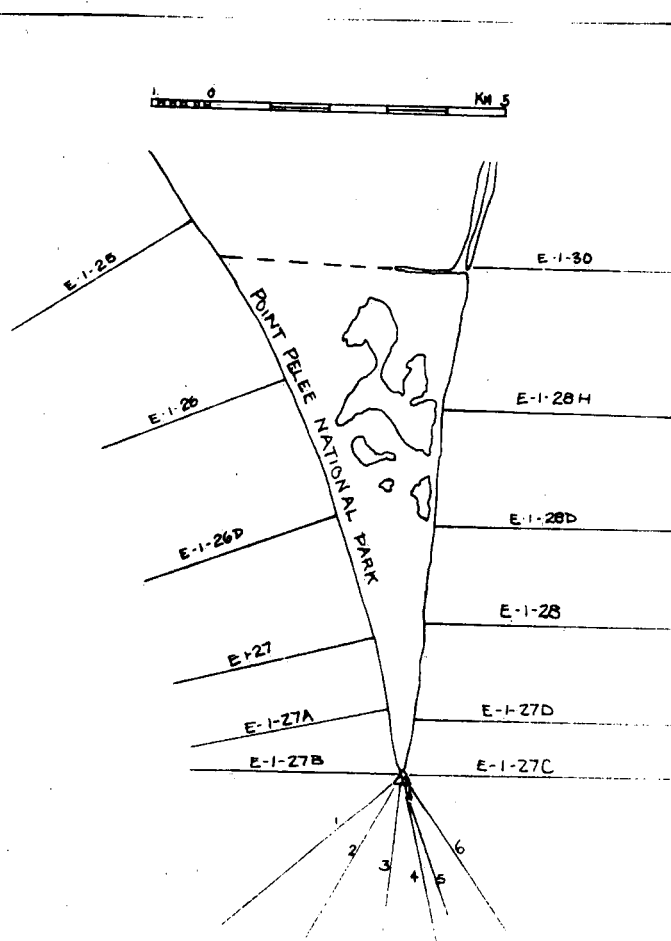 1 0 KM 5
E-1-25
E-1-30
POINT PELEE NATIONAL PARK
E-1-26
E-1-28H
E-1-26D
E-1-28D
E-1-28
E-1-27
E-1-27A
E-1-27D
E-1-27B
E-1-27C
1
2
3
4
5
6